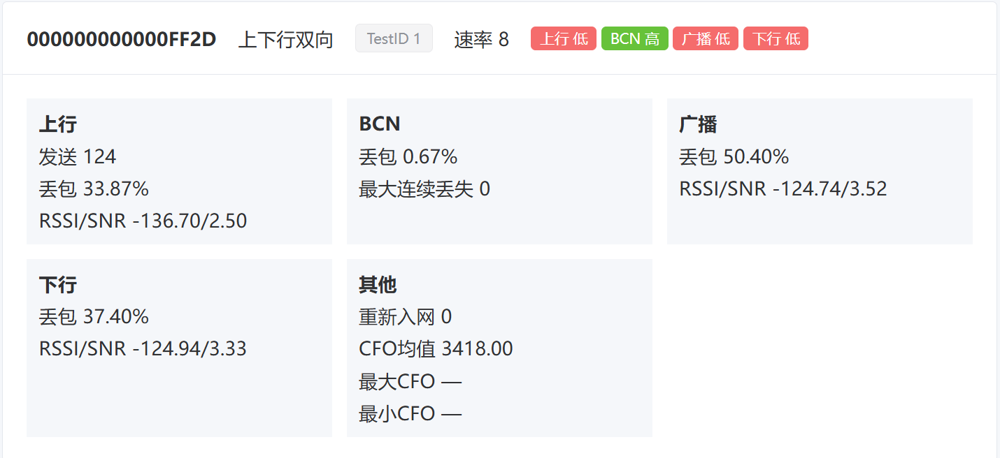 000000000000FF2D 上下行双向 TestID 1 速率 8 上行 低 BCN 高 广播 低 下行 低
上行
发送 124
丢包 33.87%
RSSI/SNR -136.70/2.50
BCN
丢包 0.67%
最大连续丢失 0
广播
丢包 50.40%
RSSI/SNR -124.74/3.52
下行
丢包 37.40%
RSSI/SNR -124.94/3.33
其他
重新入网 0
CFO均值 3418.00
最大CFO —
最小CFO —